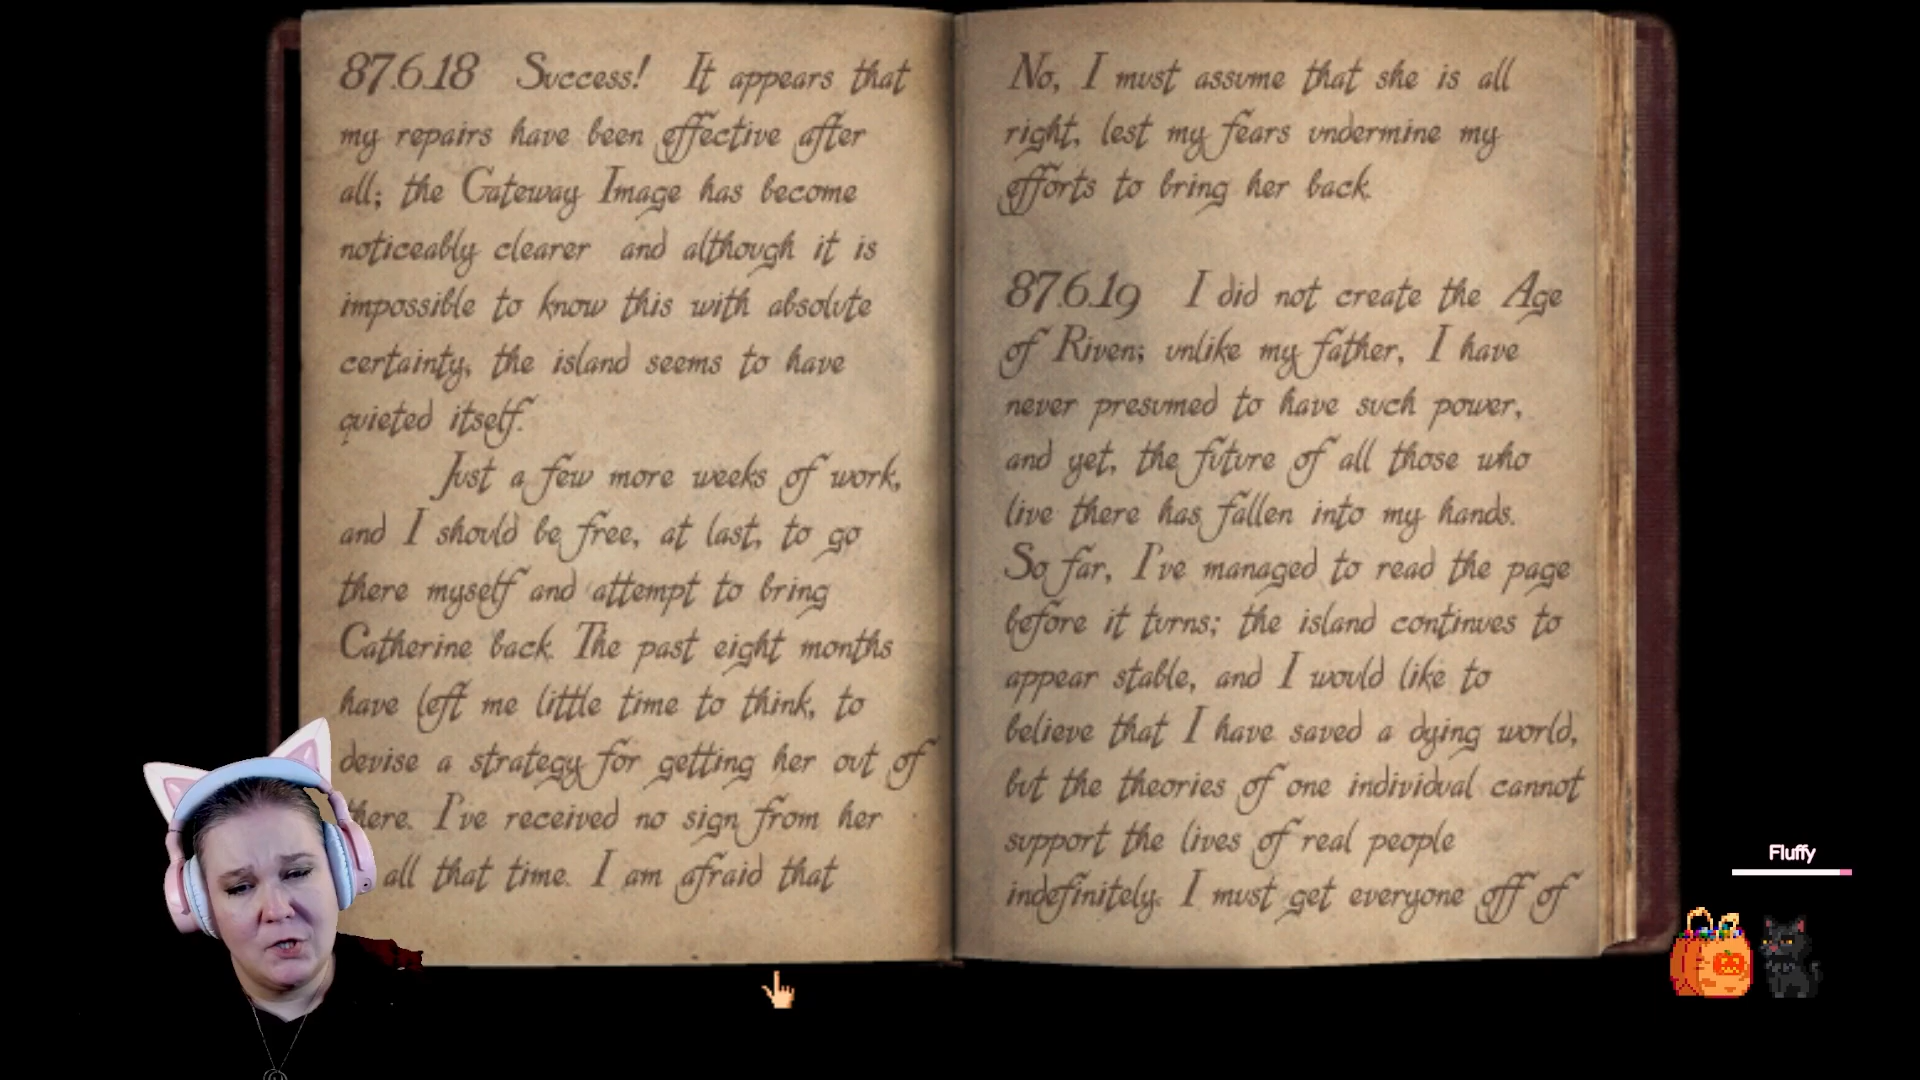 87.6.18 Success! It appears that
my repairs have been effective after
all; the Gateway Image has become
noticeably clearer and although it is
impossible to know this with absolute
certainty, the island seems to have
quieted itself.
Just a few more weeks of work,
and I should be free, at last, to go
there myself and attempt to bring
Catherine back. The past eight months
have left me little time to think, to
devise a strategy for getting her out of
there. I've received no sign from her
all that time. I am afraid that
No, I must assume that she is all
right, lest my fears undermine my
efforts to bring her back.
87.6.19 I did not create the Age
of Riven; unlike my father, I have
never presumed to have such power,
and yet, the future of all those who
live there has fallen into my hands.
So far, I've managed to read the page
before it turns; the island continues to
appear stable, and I would like to
believe that I have saved a dying world,
but the theories of one individual cannot
support the lives of real people
indefinitely. I must get everyone off of
Fluffy